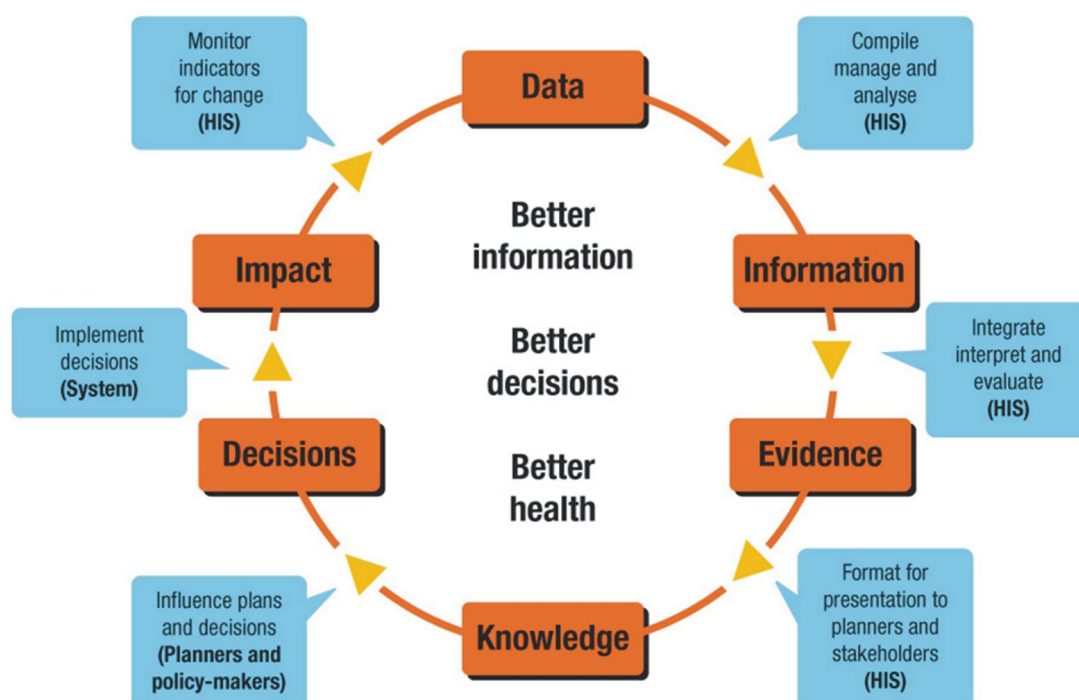 Monitor
indicators
for change
(HIS)
Data
Compile
manage and
analyse
(HIS)
Better
information
Impact
Information
Implement
decisions
(System)
Better
decisions
Integrate
interpret and
evaluate
(HIS)
Decisions
Evidence
Better
health
Influence plans
and decisions
(Planners and
policy-makers)
Knowledge
Format for
presentation to
planners and
stakeholders
(HIS)